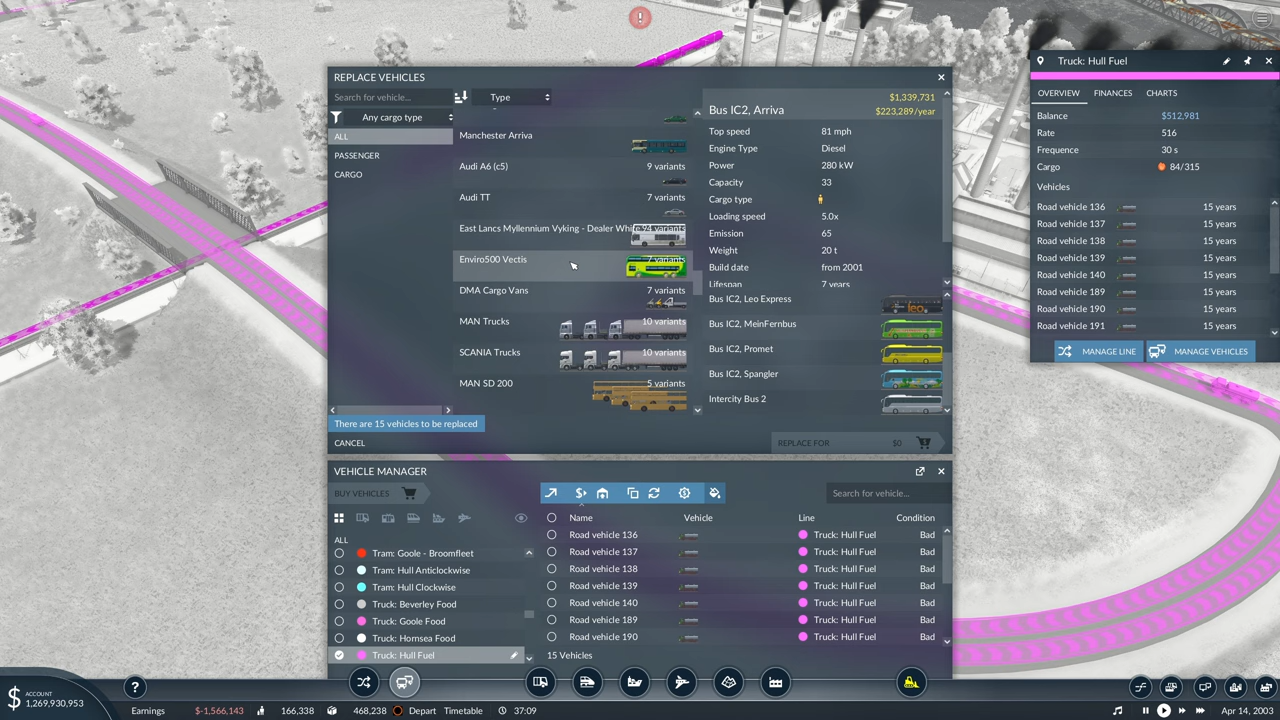 REPLACE VEHICLES
Search for vehicle...
Type
Any cargo type
ALL
PASSENGER
CARGO
Manchester Arriva
Audi A6 (c5)
9 variants
Audi TT
7 variants
East Lancs Myllennium Vyking - Dealer White
94 variants
Enviro500 Vectis
7 variants
DMA Cargo Vans
7 variants
MAN Trucks
10 variants
SCANIA Trucks
10 variants
MAN SD 200
5 variants
There are 15 vehicles to be replaced
CANCEL
$1,339,731
Bus IC2, Arriva
$223,289/year
Top speed 81 mph
Engine Type Diesel
Power 280 kW
Capacity 33
Cargo type
Loading speed 5.0x
Emission 65
Weight 20 t
Build date from 2001
Lifespan 7 years
Bus IC2, Leo Express
Bus IC2, MeinFernbus
Bus IC2, Promet
Bus IC2, Spangler
Intercity Bus 2
REPLACE FOR $0
Truck: Hull Fuel
OVERVIEW FINANCES CHARTS
Balance $512,981
Rate 516
Frequence 30 s
Cargo 84/315
Vehicles
Road vehicle 136 15 years
Road vehicle 137 15 years
Road vehicle 138 15 years
Road vehicle 139 15 years
Road vehicle 140 15 years
Road vehicle 189 15 years
Road vehicle 190 15 years
Road vehicle 191 15 years
MANAGE LINE MANAGE VEHICLES
VEHICLE MANAGER
BUY VEHICLES
Search for vehicle...
ALL
Tram: Goole - Broomfleet
Tram: Hull Anticlockwise
Tram: Hull Clockwise
Truck: Beverley Food
Truck: Goole Food
Truck: Hornsea Food
Truck: Hull Fuel
Name Vehicle Line Condition
Road vehicle 136 Truck: Hull Fuel Bad
Road vehicle 137 Truck: Hull Fuel Bad
Road vehicle 138 Truck: Hull Fuel Bad
Road vehicle 139 Truck: Hull Fuel Bad
Road vehicle 140 Truck: Hull Fuel Bad
Road vehicle 189 Truck: Hull Fuel Bad
Road vehicle 190 Truck: Hull Fuel Bad
15 Vehicles
$ ACCOUNT
1,269,930,953
?
Earnings $-1,566,143 166,338 468,238 Depart Timetable 37:09
Apr 14, 2003